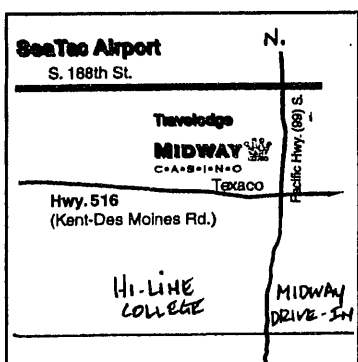 SeaTac Airport
N.
S. 188th St.
Travelodge
MIDWAY
C•A•S•I•N•O
Texaco
Pacific Hwy. (99) S.
Hwy. 516
(Kent-Des Moines Rd.)
HI-LINE
COLLEGE
MIDWAY
DRIVE-IN